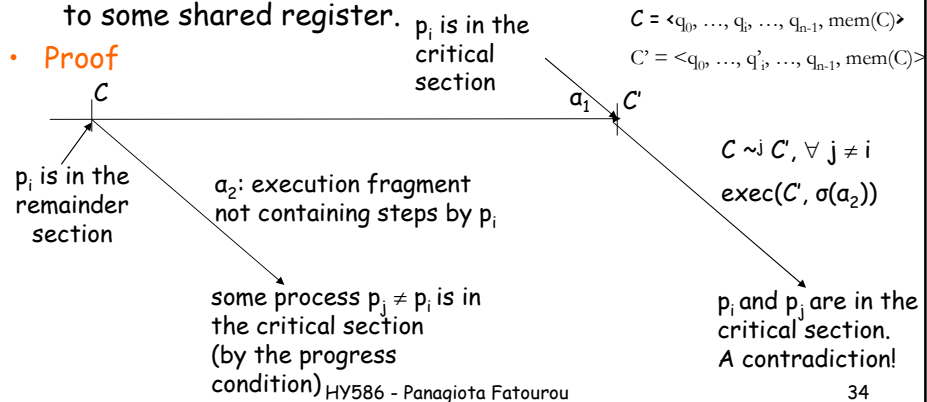 to some shared register.
• Proof
p_i is in the
critical
section
C = <q_0, …, q_i, …, q_{n-1}, mem(C)>
C' = <q_0, …, q'_i, …, q_{n-1}, mem(C)>
C
α_1
C'
p_i is in the
remainder
section
α_2: execution fragment
not containing steps by p_i
C ~^j C', ∀ j ≠ i
exec(C', σ(α_2))
some process p_j ≠ p_i is in
the critical section
(by the progress
condition)
p_i and p_j are in the
critical section.
A contradiction!
HY586 - Panagiota Fatourou
34